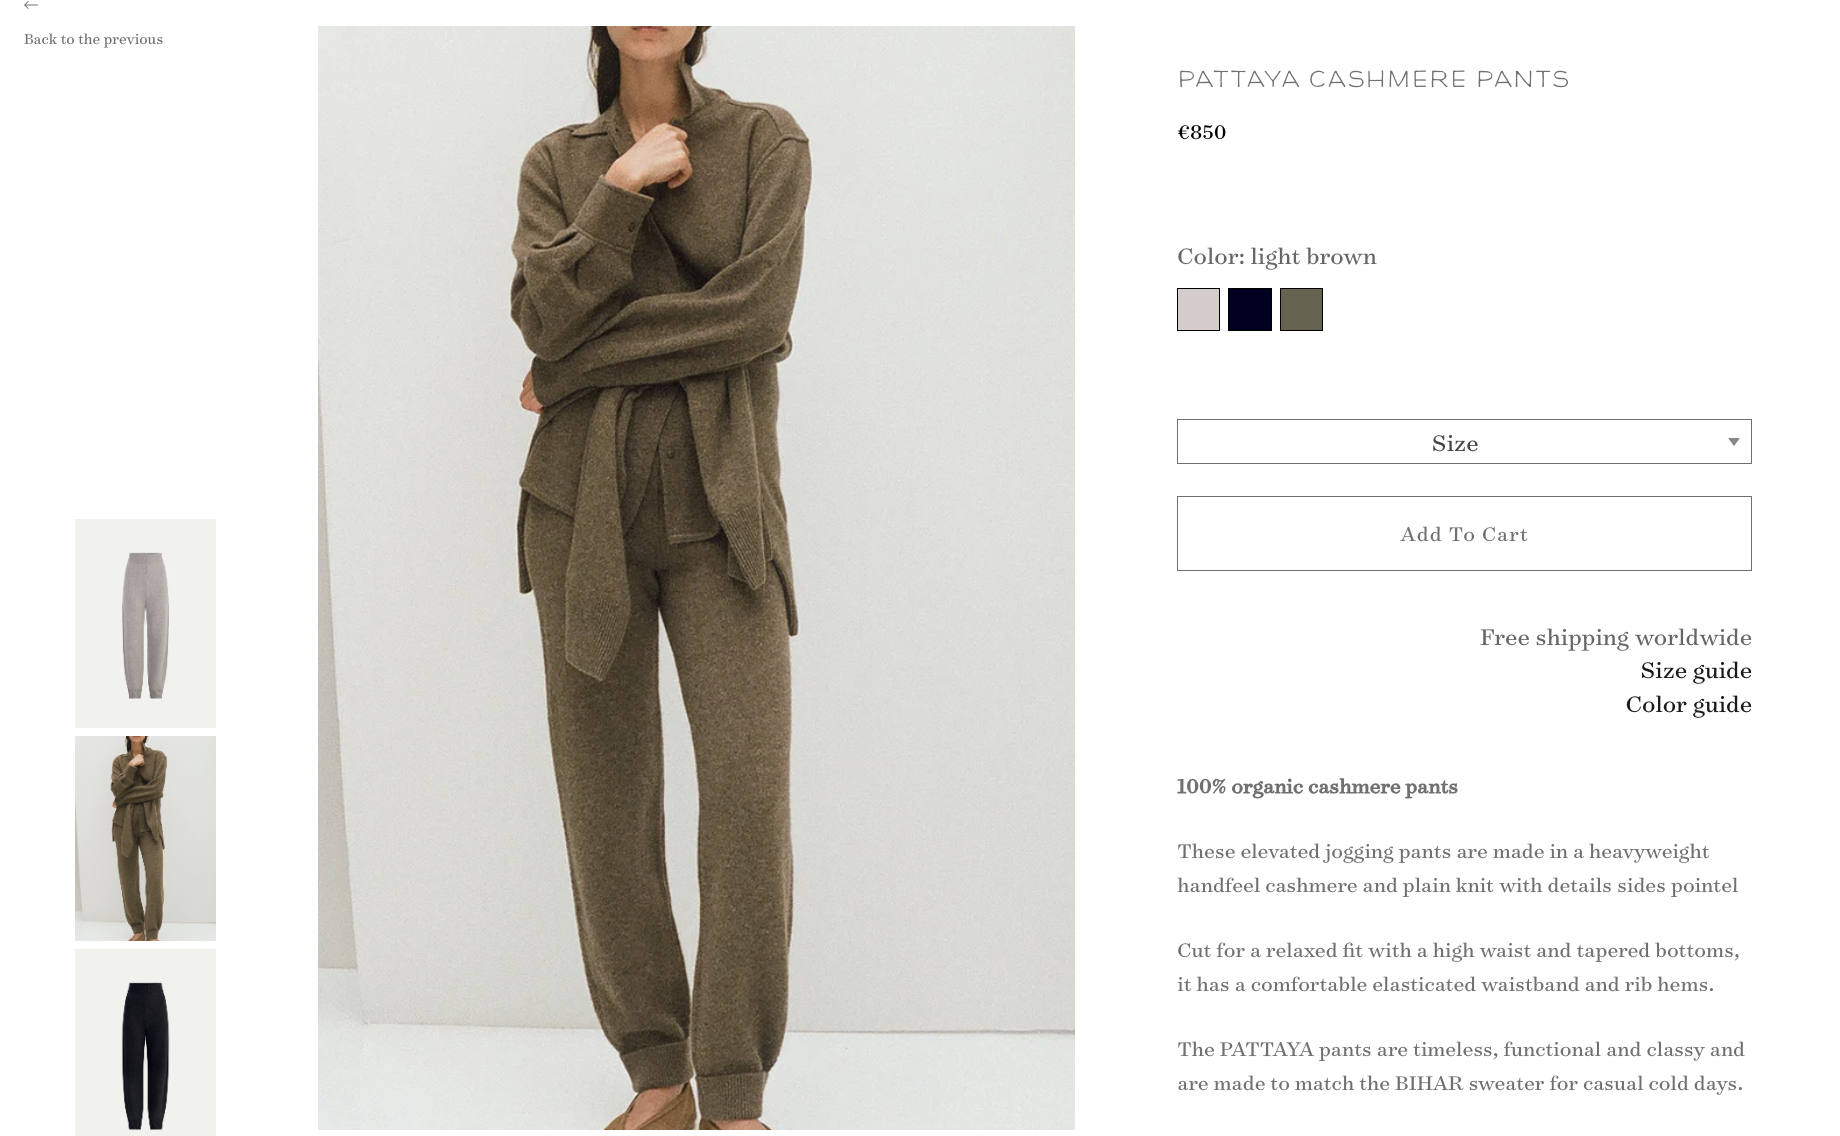 Back to the previous
PATTAYA CASHMERE PANTS
€850
Color: light brown
Size
Add To Cart
Free shipping worldwide
Size guide
Color guide
100% organic cashmere pants
These elevated jogging pants are made in a heavyweight
handfeel cashmere and plain knit with details sides pointel
Cut for a relaxed fit with a high waist and tapered bottoms,
it has a comfortable elasticated waistband and rib hems.
The PATTAYA pants are timeless, functional and classy and
are made to match the BIHAR sweater for casual cold days.